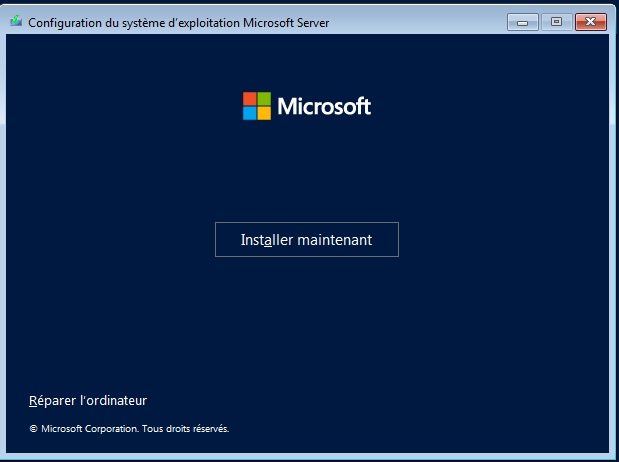 Configuration du système d'exploitation Microsoft Server
Microsoft
Installer maintenant
Réparer l'ordinateur
© Microsoft Corporation. Tous droits réservés.